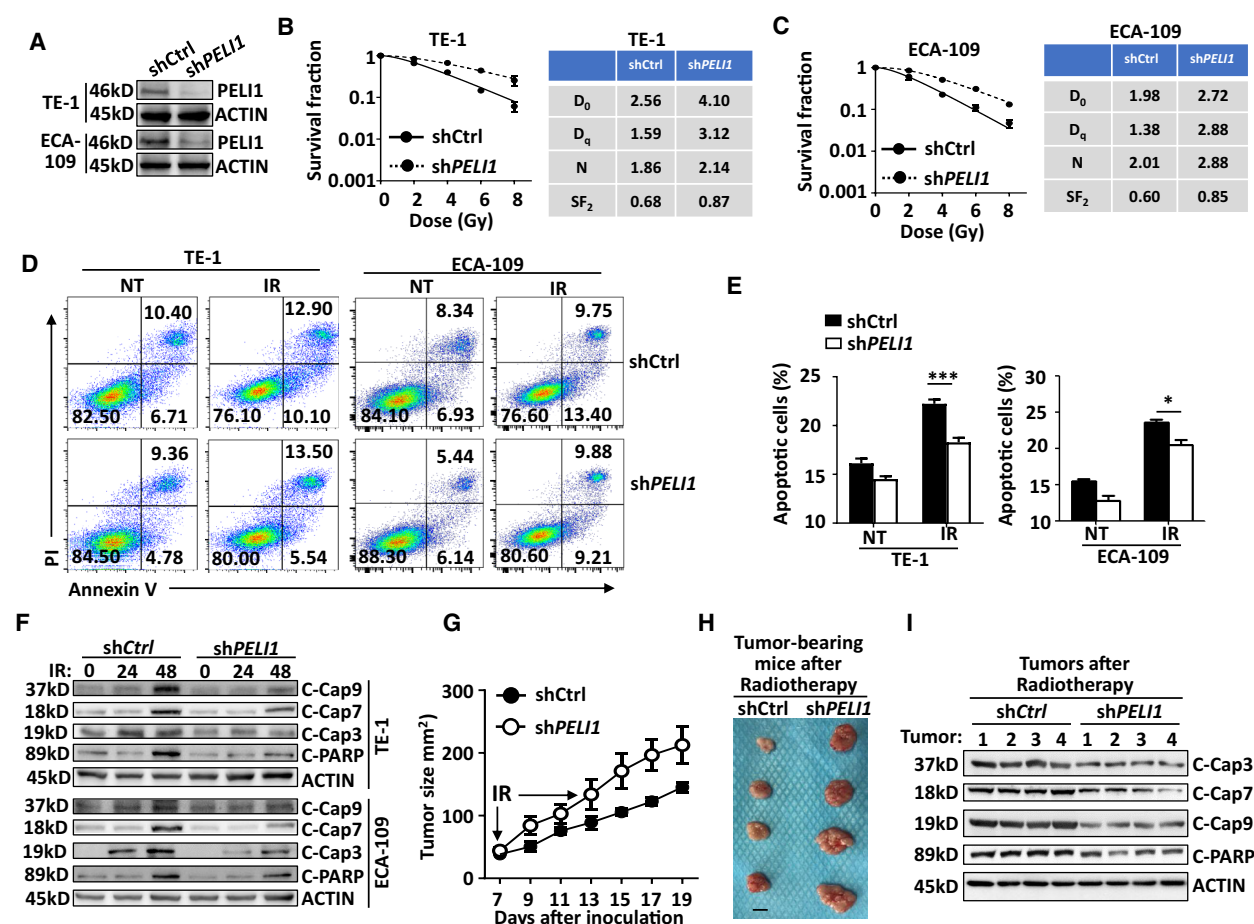 A
shCtrl
shPELI1
TE-1
46kD
PELI1
45kD
ACTIN
ECA-
109
46kD
PELI1
45kD
ACTIN
B
TE-1
Survival fraction
1
0.1
0.01
0.001
shCtrl
shPELI1
0 2 4 6 8
Dose (Gy)
TE-1
shCtrl shPELI1
D0 2.56 4.10
Dq 1.59 3.12
N 1.86 2.14
SF2 0.68 0.87
C
ECA-109
Survival fraction
1
0.1
0.01
0.001
shCtrl
shPELI1
0 2 4 6 8
Dose (Gy)
ECA-109
shCtrl shPELI1
D0 1.98 2.72
Dq 1.38 2.88
N 2.01 2.88
SF2 0.60 0.85
D
TE-1
ECA-109
NT IR NT IR
10.40 12.90 8.34 9.75
shCtrl
82.50 6.71 76.10 10.10 84.10 6.93 76.60 13.40
9.36 13.50 5.44 9.88
shPELI1
84.50 4.78 80.00 5.54 88.30 6.14 80.60 9.21
PI
Annexin V
E
shCtrl
shPELI1
Apoptotic cells (%)
25
22
15
10
***
NT IR
TE-1
Apoptotic cells (%)
30
25
20
15
10
*
NT IR
ECA-109
F
shCtrl shPELI1
IR: 0 24 48 0 24 48
37kD C-Cap9
18kD C-Cap7
19kD C-Cap3
89kD C-PARP
45kD ACTIN
TE-1
37kD C-Cap9
18kD C-Cap7
19kD C-Cap3
89kD C-PARP
45kD ACTIN
ECA-109
G
Tumor size mm²)
300
200
100
0
shCtrl
shPELI1
IR
7 9 11 13 15 17 19
Days after inoculation
H
Tumor-bearing
mice after
Radiotherapy
shCtrl shPELI1
I
Tumors after
Radiotherapy
shCtrl shPELI1
Tumor: 1 2 3 4 1 2 3 4
37kD C-Cap3
18kD C-Cap7
19kD C-Cap9
89kD C-PARP
45kD ACTIN